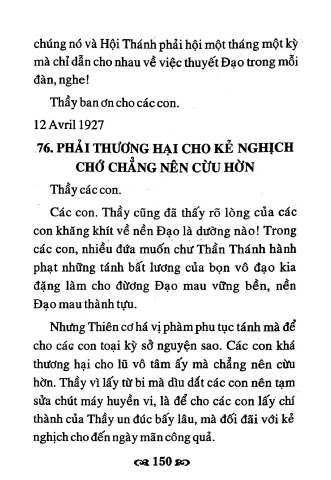 chúng nó và Hội Thánh phải hội một tháng một kỳ
mà chỉ dẫn cho nhau về việc thuyết Đạo trong mỗi
đàn, nghe!
Thầy ban ơn cho các con.
12 Avril 1927
76. PHẢI THƯƠNG HẠI CHO KẺ NGHỊCH
CHỚ CHẲNG NÊN CỪU HỜN
Thầy các con.
Các con. Thầy cũng đã thấy rõ lòng của các
con khăng khít về nền Đạo là dường nào! Trong
các con, nhiều đứa muốn chư Thần Thánh hành
phạt những tánh bất lương của bọn vô đạo kia
đặng làm cho đường Đạo mau vững bền, nền
Đạo mau thành tựu.
Nhưng Thiên cơ há vị phàm phu tục tánh mà để
cho các con toại kỳ sở nguyện sao. Các con khá
thương hại cho lũ vô tâm ấy mà chẳng nên cừu
hờn. Thầy vì lấy từ bi mà dìu dắt các con nên tạm
sửa chút máy huyền vi, là để cho các con lấy chí
thành của Thầy un đúc bấy lâu, mà đối đãi với kẻ
nghịch cho đến ngày mãn công quả.
150